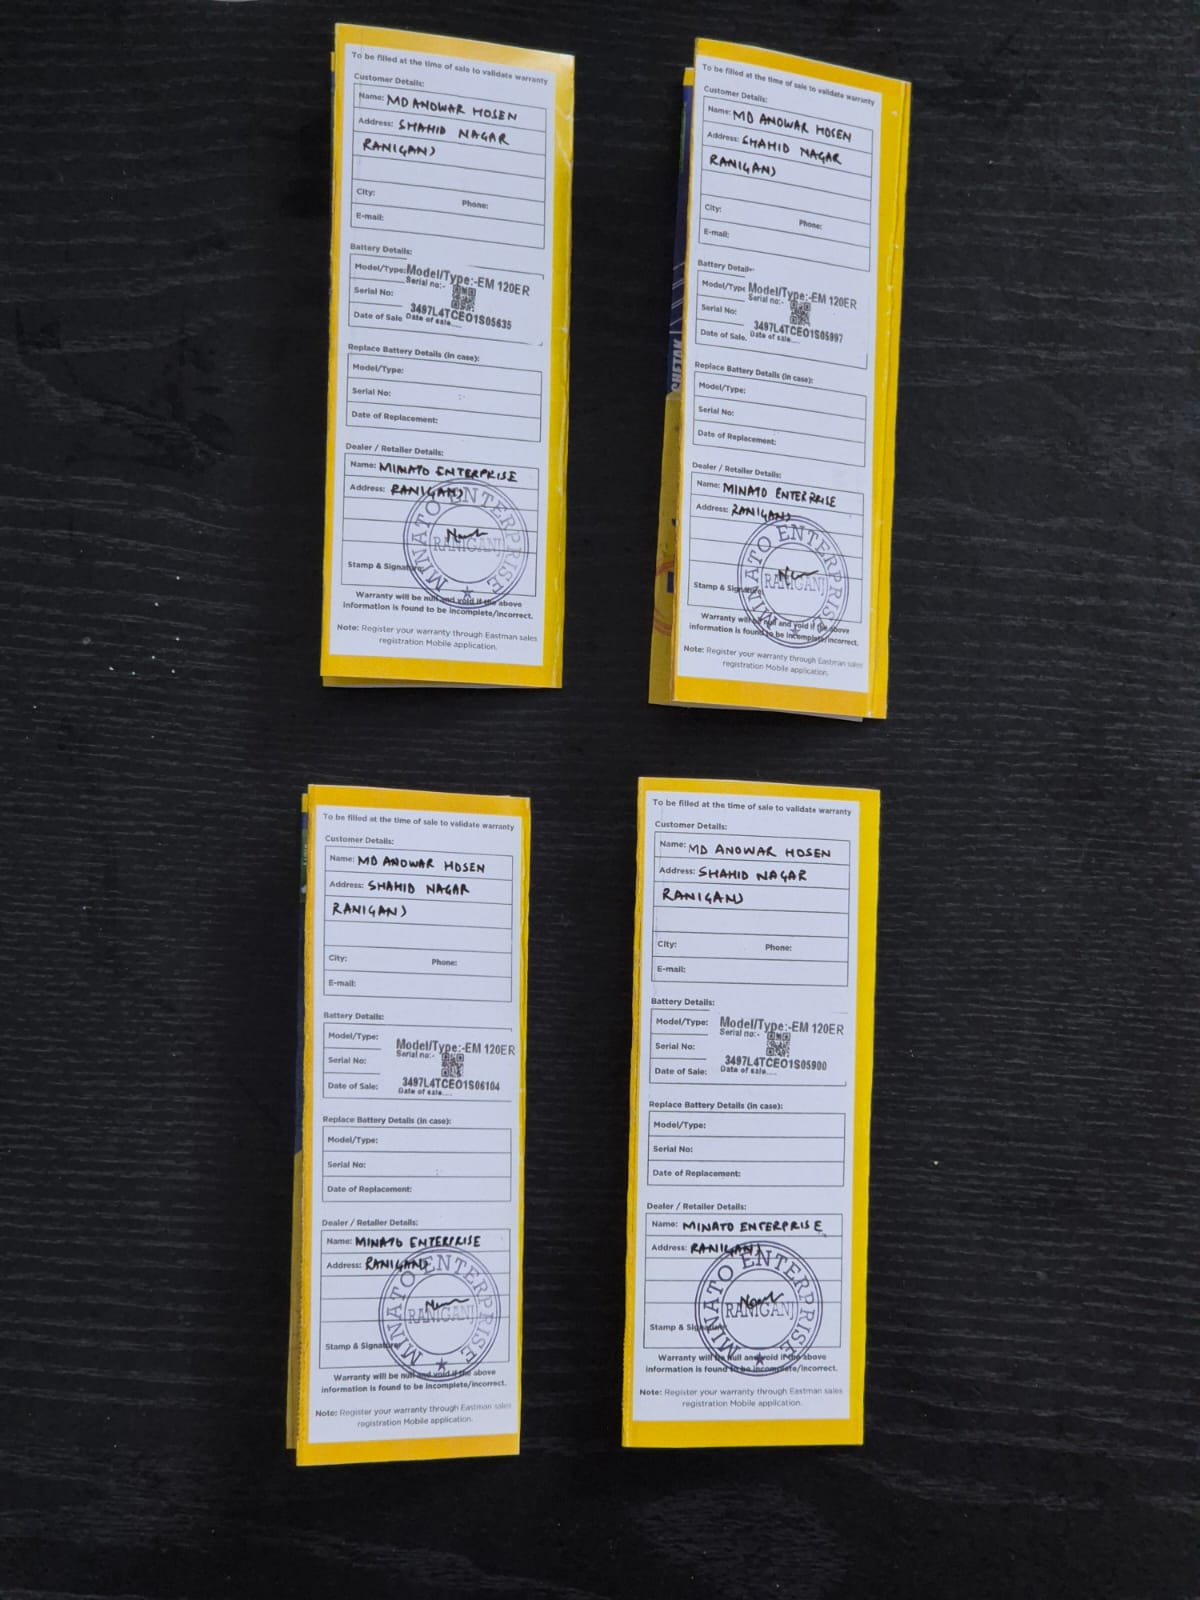 To be filled at the time of sale to validate warranty
Customer Details:
Name: MD ANOWAR HOSEN
Address: SHAHID NAGAR
RANIGANJ
City: Phone:
E-mail:
Battery Details:
Model/Type: Model/Type:-EM 120ER
Serial no:-
Serial No:
3497L4TCEO1S05635
Date of Sale Date of sale.....
Replace Battery Details (in case):
Model/Type:
Serial No:
Date of Replacement:
Dealer / Retailer Details:
Name: MINATO ENTERPRISE
Address: RANIGANJ
MINATO ENTERPRISE
RANIGANJ
Stamp & Signature
Warranty will be null and void if the above
information is found to be incomplete/incorrect.
Note: Register your warranty through Eastman sales
registration Mobile application.
To be filled at the time of sale to validate warranty
Customer Details:
Name: MD ANOWAR HOSEN
Address: SHAHID NAGAR
RANIGANJ
City: Phone:
E-mail:
Battery Details
Model/Type Model/Type:-EM 120ER
Serial no:-
Serial No:
3497L4TCEO1S05997
Date of Sale. Date of sale.....
Replace Battery Details (in case):
Model/Type:
Serial No:
Date of Replacement:
Dealer / Retailer Details:
Name: MINATO ENTERPRISE
Address: RANIGANJ
MINATO ENTERPRISE
RANIGANJ
Stamp & Signature
Warranty will be null and void if the above
information is found to be incomplete/incorrect.
Note: Register your warranty through Eastman sales
registration Mobile application.
To be filled at the time of sale to validate warranty
Customer Details:
Name: MD ANOWAR HOSEN
Address: SHAHID NAGAR
RANIGANJ
City: Phone:
E-mail:
Battery Details:
Model/Type:
Model/Type:-EM 120ER
Serial no:-
Serial No:
3497L4TCEO1S06104
Date of Sale: Date of sale.....
Replace Battery Details (in case):
Model/Type:
Serial No:
Date of Replacement:
Dealer / Retailer Details:
Name: MINATO ENTERPRISE
Address: RANIGANJ
MINATO ENTERPRISE
RANIGANJ
Stamp & Signature
Warranty will be null and void if the above
information is found to be incomplete/incorrect.
Note: Register your warranty through Eastman sales
registration Mobile application.
To be filled at the time of sale to validate warranty
Customer Details:
Name: MD ANOWAR HOSEN
Address: SHAHID NAGAR
RANIGANJ
City: Phone:
E-mail:
Battery Details:
Model/Type: Model/Type:-EM 120ER
Serial no:-
Serial No:
3497L4TCEO1S05900
Date of Sale: Date of sale.....
Replace Battery Details (in case):
Model/Type:
Serial No:
Date of Replacement:
Dealer / Retailer Details:
Name: MINATO ENTERPRISE
Address: RANIGANJ
MINATO ENTERPRISE
RANIGANJ
Stamp & Signature
Warranty will be null and void if the above
information is found to be incomplete/incorrect.
Note: Register your warranty through Eastman sales
registration Mobile application.